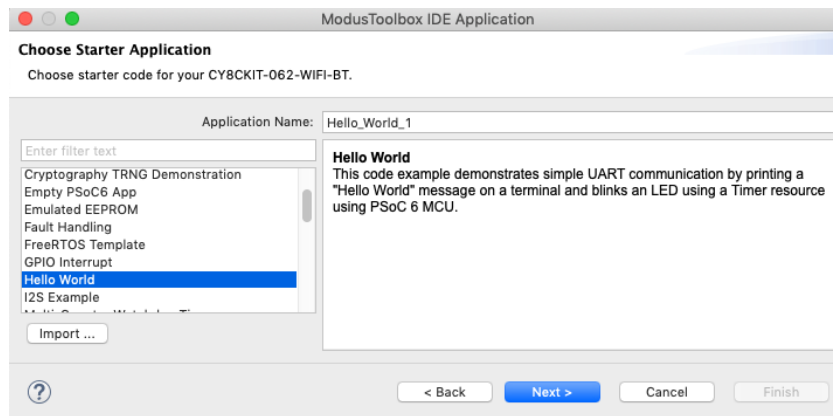 ModusToolbox IDE Application
Choose Starter Application
Choose starter code for your CY8CKIT-062-WIFI-BT.
Application Name: Hello_World_1
Enter filter text
Cryptography TRNG Demonstration
Empty PSoC6 App
Emulated EEPROM
Fault Handling
FreeRTOS Template
GPIO Interrupt
Hello World
I2S Example
Import ...
Hello World
This code example demonstrates simple UART communication by printing a
"Hello World" message on a terminal and blinks an LED using a Timer resource
using PSoC 6 MCU.
?
< Back
Next >
Cancel
Finish